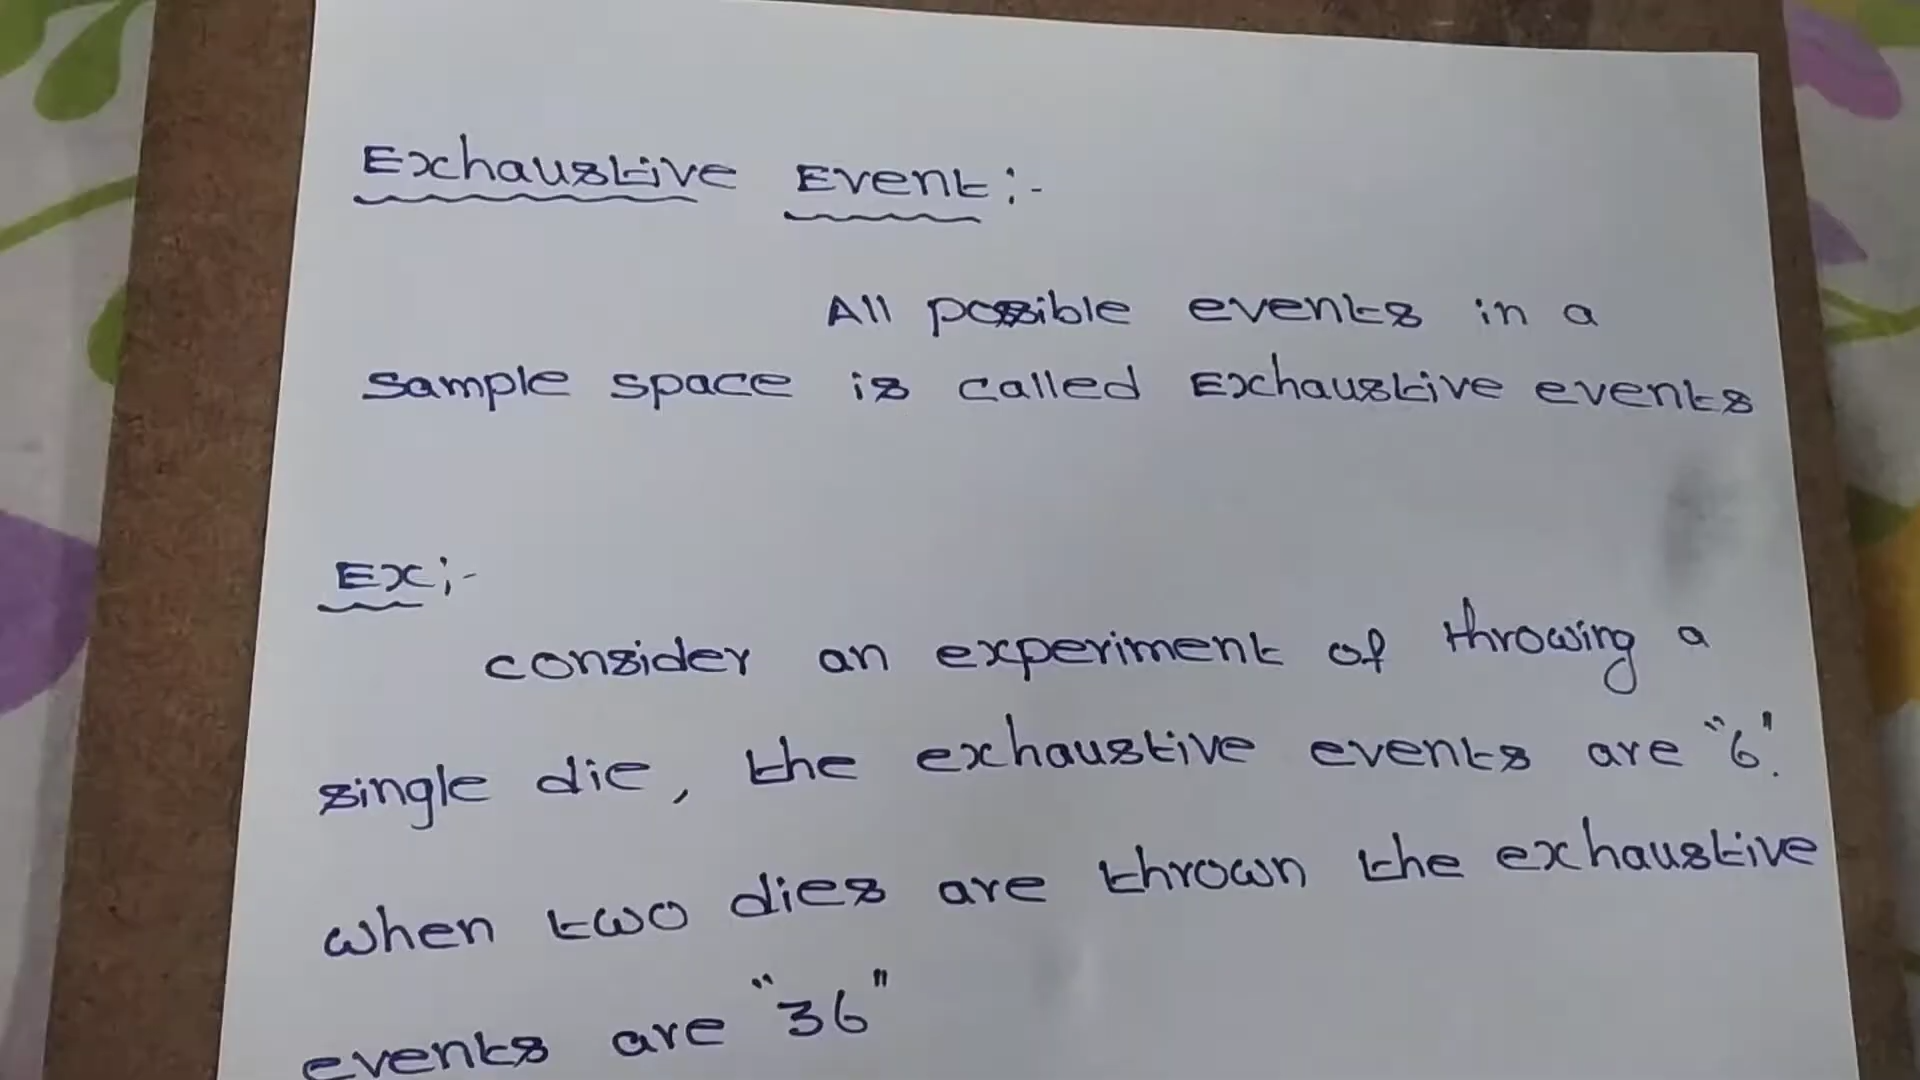 Exhaustive Event:-
All possible events in a
sample space is called Exhaustive events
Ex:-
consider an experiment of throwing a
single die, the exhaustive events are "6".
when two dies are thrown the exhaustive
events are "36"